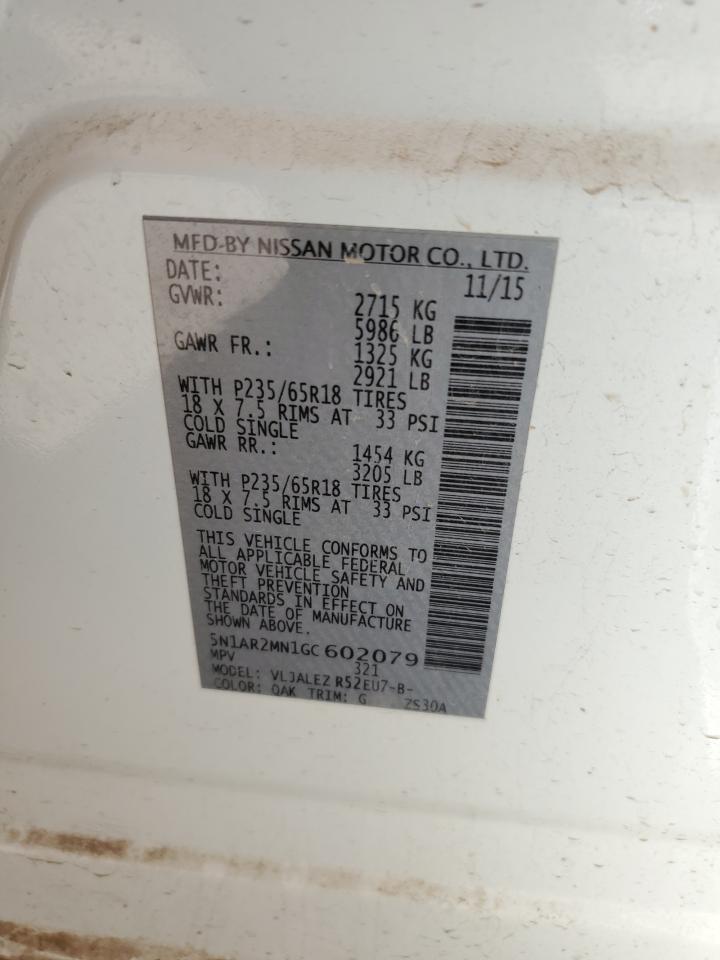 MFD-BY NISSAN MOTOR CO., LTD.
DATE: 11/15
GVWR: 2715 KG
5986 LB
GAWR FR.: 1325 KG
2921 LB
WITH P235/65R18 TIRES
18 X 7.5 RIMS AT 33 PSI
COLD SINGLE
GAWR RR.: 1454 KG
3205 LB
WITH P235/65R18 TIRES
18 X 7.5 RIMS AT 33 PSI
COLD SINGLE
THIS VEHICLE CONFORMS TO
ALL APPLICABLE FEDERAL
MOTOR VEHICLE SAFETY AND
THEFT PREVENTION
STANDARDS IN EFFECT ON
THE DATE OF MANUFACTURE
SHOWN ABOVE.
5N1AR2MN1GC602079
MPV 321
MODEL: VLJALEZ R52EU7-B-
COLOR: QAK TRIM: G ZS30A